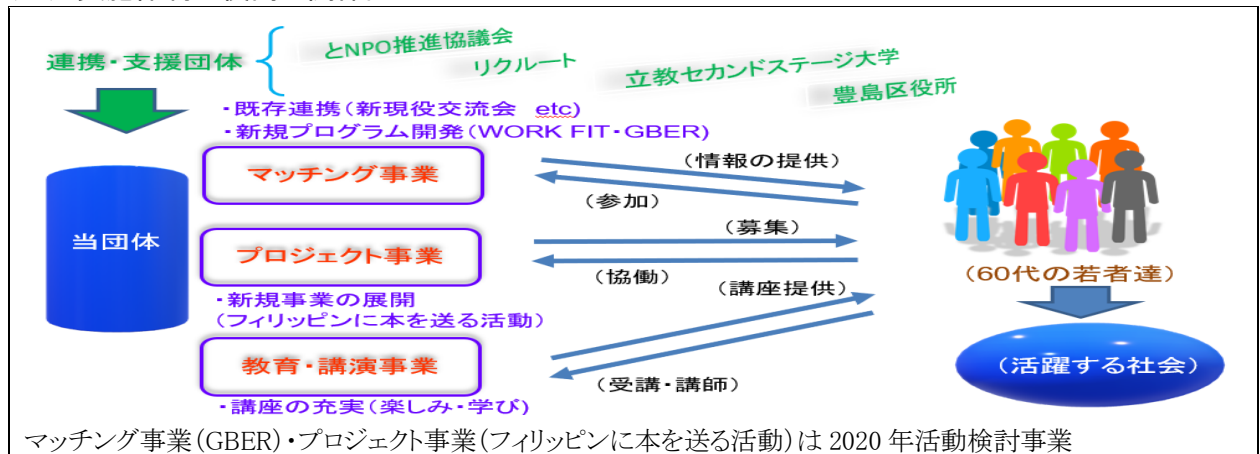 連携・支援団体
とNPO推進協議会
リクルート
立教セカンドステージ大学
豊島区役所
・既存連携(新現役交流会 etc)
・新規プログラム開発(WORK FIT・GBER)
マッチング事業
(情報の提供)
(参加)
当団体
プロジェクト事業
(募集)
(協働)
・新規事業の展開
(フィリッピンに本を送る活動)
(講座提供)
(60代の若者達)
教育・講演事業
(受講・講師)
(活躍する社会)
・講座の充実(楽しみ・学び)
マッチング事業(GBER)・プロジェクト事業(フィリッピンに本を送る活動)は 2020 年活動検討事業